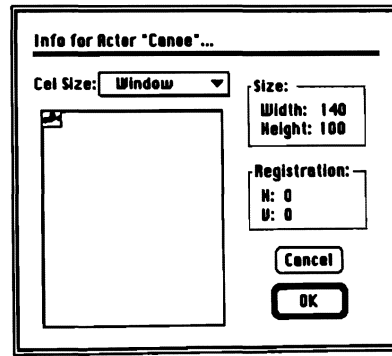 Info for Actor "Canoe"...
Cel Size: Window
Size:
Width: 140
Height: 100
Registration:
H: 0
V: 0
Cancel
OK